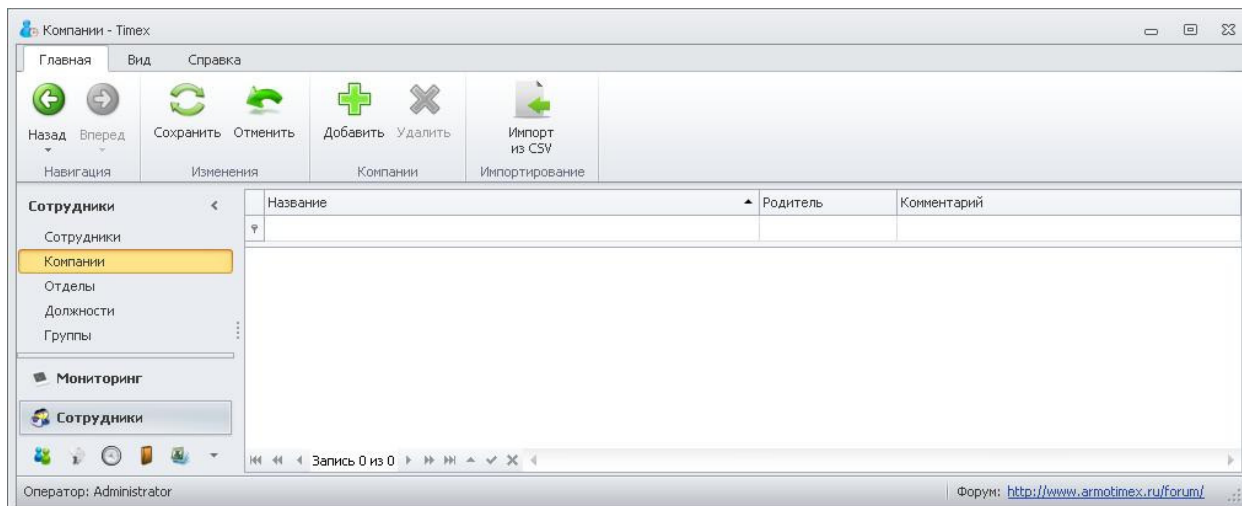 Компании - Timex
Главная Вид Справка
Назад Вперед Сохранить Отменить Добавить Удалить Импорт
из CSV
Навигация Изменения Компании Импортирование
Сотрудники
Название Родитель Комментарий
Сотрудники
Компании
Отделы
Должности
Группы
Мониторинг
Сотрудники
Запись 0 из 0
Оператор: Administrator Форум: http://www.armotimex.ru/forum/